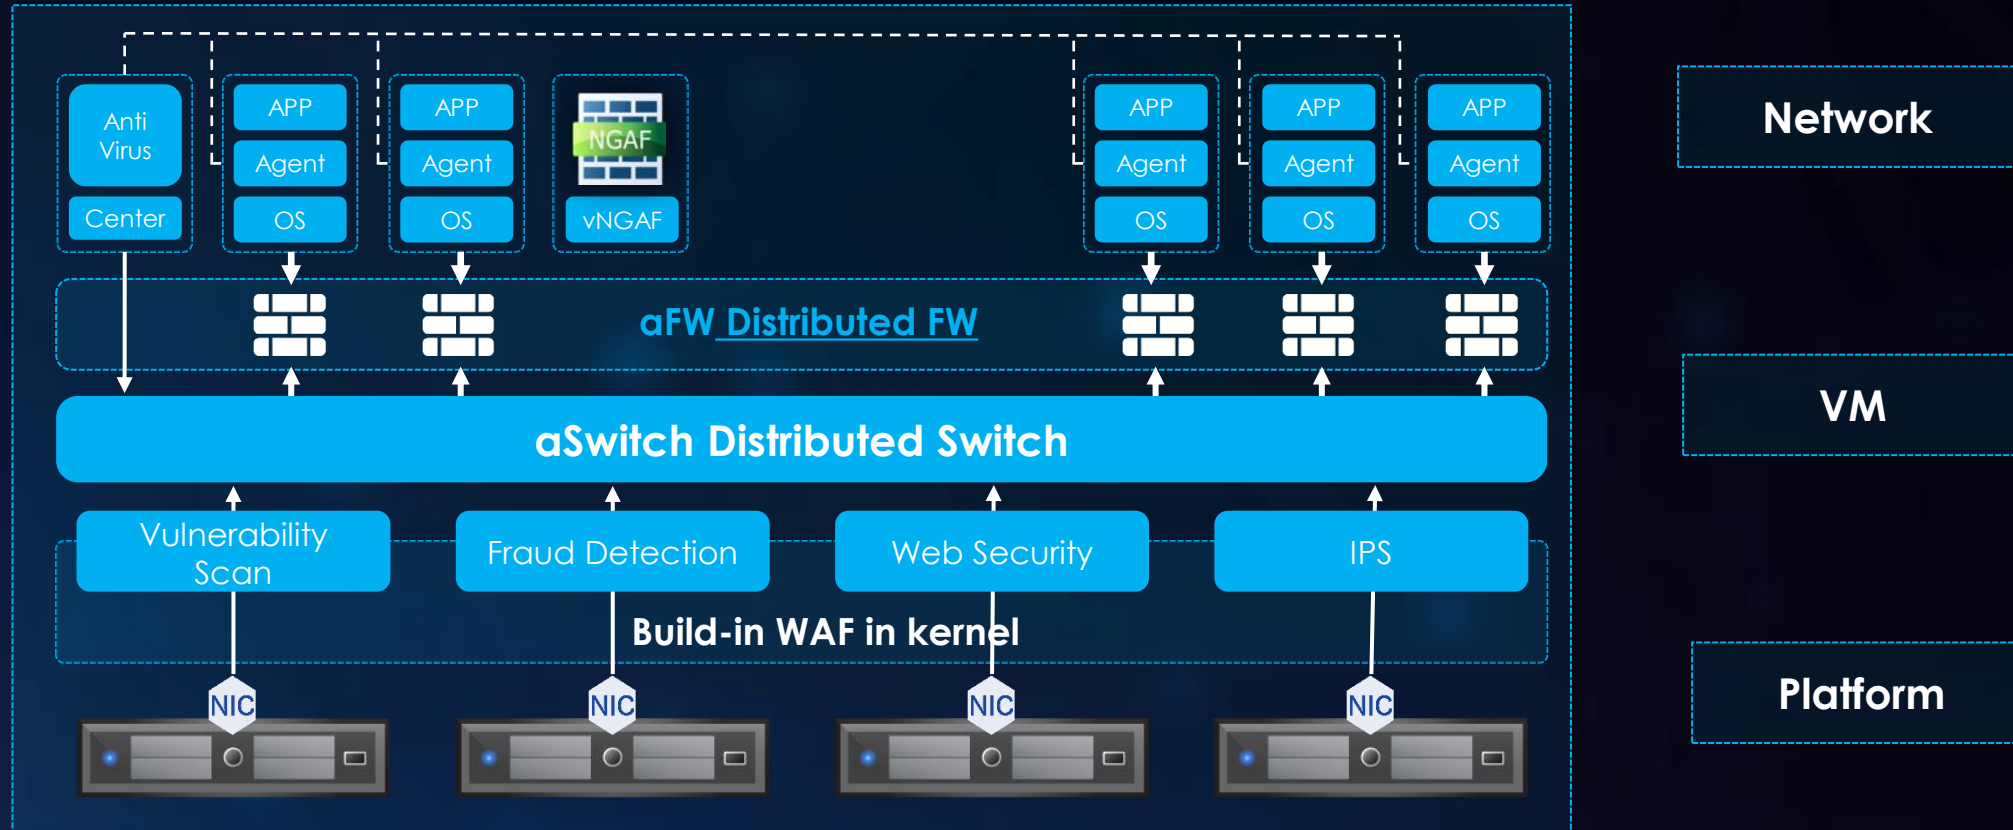 Anti
Virus
Center
APP
Agent
OS
APP
Agent
OS
NGAF
vNGAF
APP
Agent
OS
APP
Agent
OS
APP
Agent
OS
Network
aFW Distributed FW
VM
aSwitch Distributed Switch
Vulnerability
Scan
Fraud Detection
Web Security
IPS
Build-in WAF in kernel
Platform
NIC
NIC
NIC
NIC